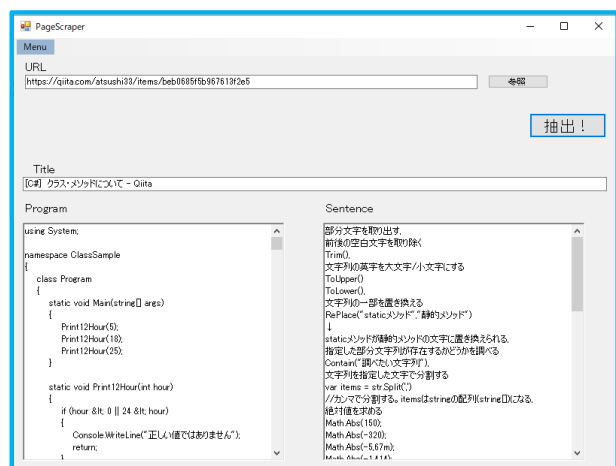 PageScraper
Menu
URL
https://qiita.com/atsushi33/items/beb0685f5b967613f2e5
参照
抽出！
Title
[C#] クラス・メソッドについて - Qiita
Program
using System;
namespace ClassSample
{
class Program
{
static void Main(string[] args)
{
Print12Hour(5);
Print12Hour(18);
Print12Hour(25);
}
static void Print12Hour(int hour)
{
if (hour &lt; 0 || 24 &lt; hour)
{
Console.WriteLine("正しい値ではありません");
return;
}
Sentence
部分文字を取り出す,
前後の空白文字を取り除く
Trim(),
文字列の英字を大文字/小文字にする
ToUpper()
ToLower(),
文字列の一部を置き換える
RePlace("staticメソッド","静的メソッド")
↓
staticメソッドが静的メソッドの文字に置き換えられる,
指定した部分文字列が存在するかどうかを調べる
Contain("調べたい文字列"),
文字列を指定した文字で分割する
var items = str.Split(',')
//カンマで分割する。itemsはstringの配列(string[])になる,
絶対値を求める
Math.Abs(150);
Math.Abs(-320);
Math.Abs(-5,67m)
Math.Abs(-1.414)